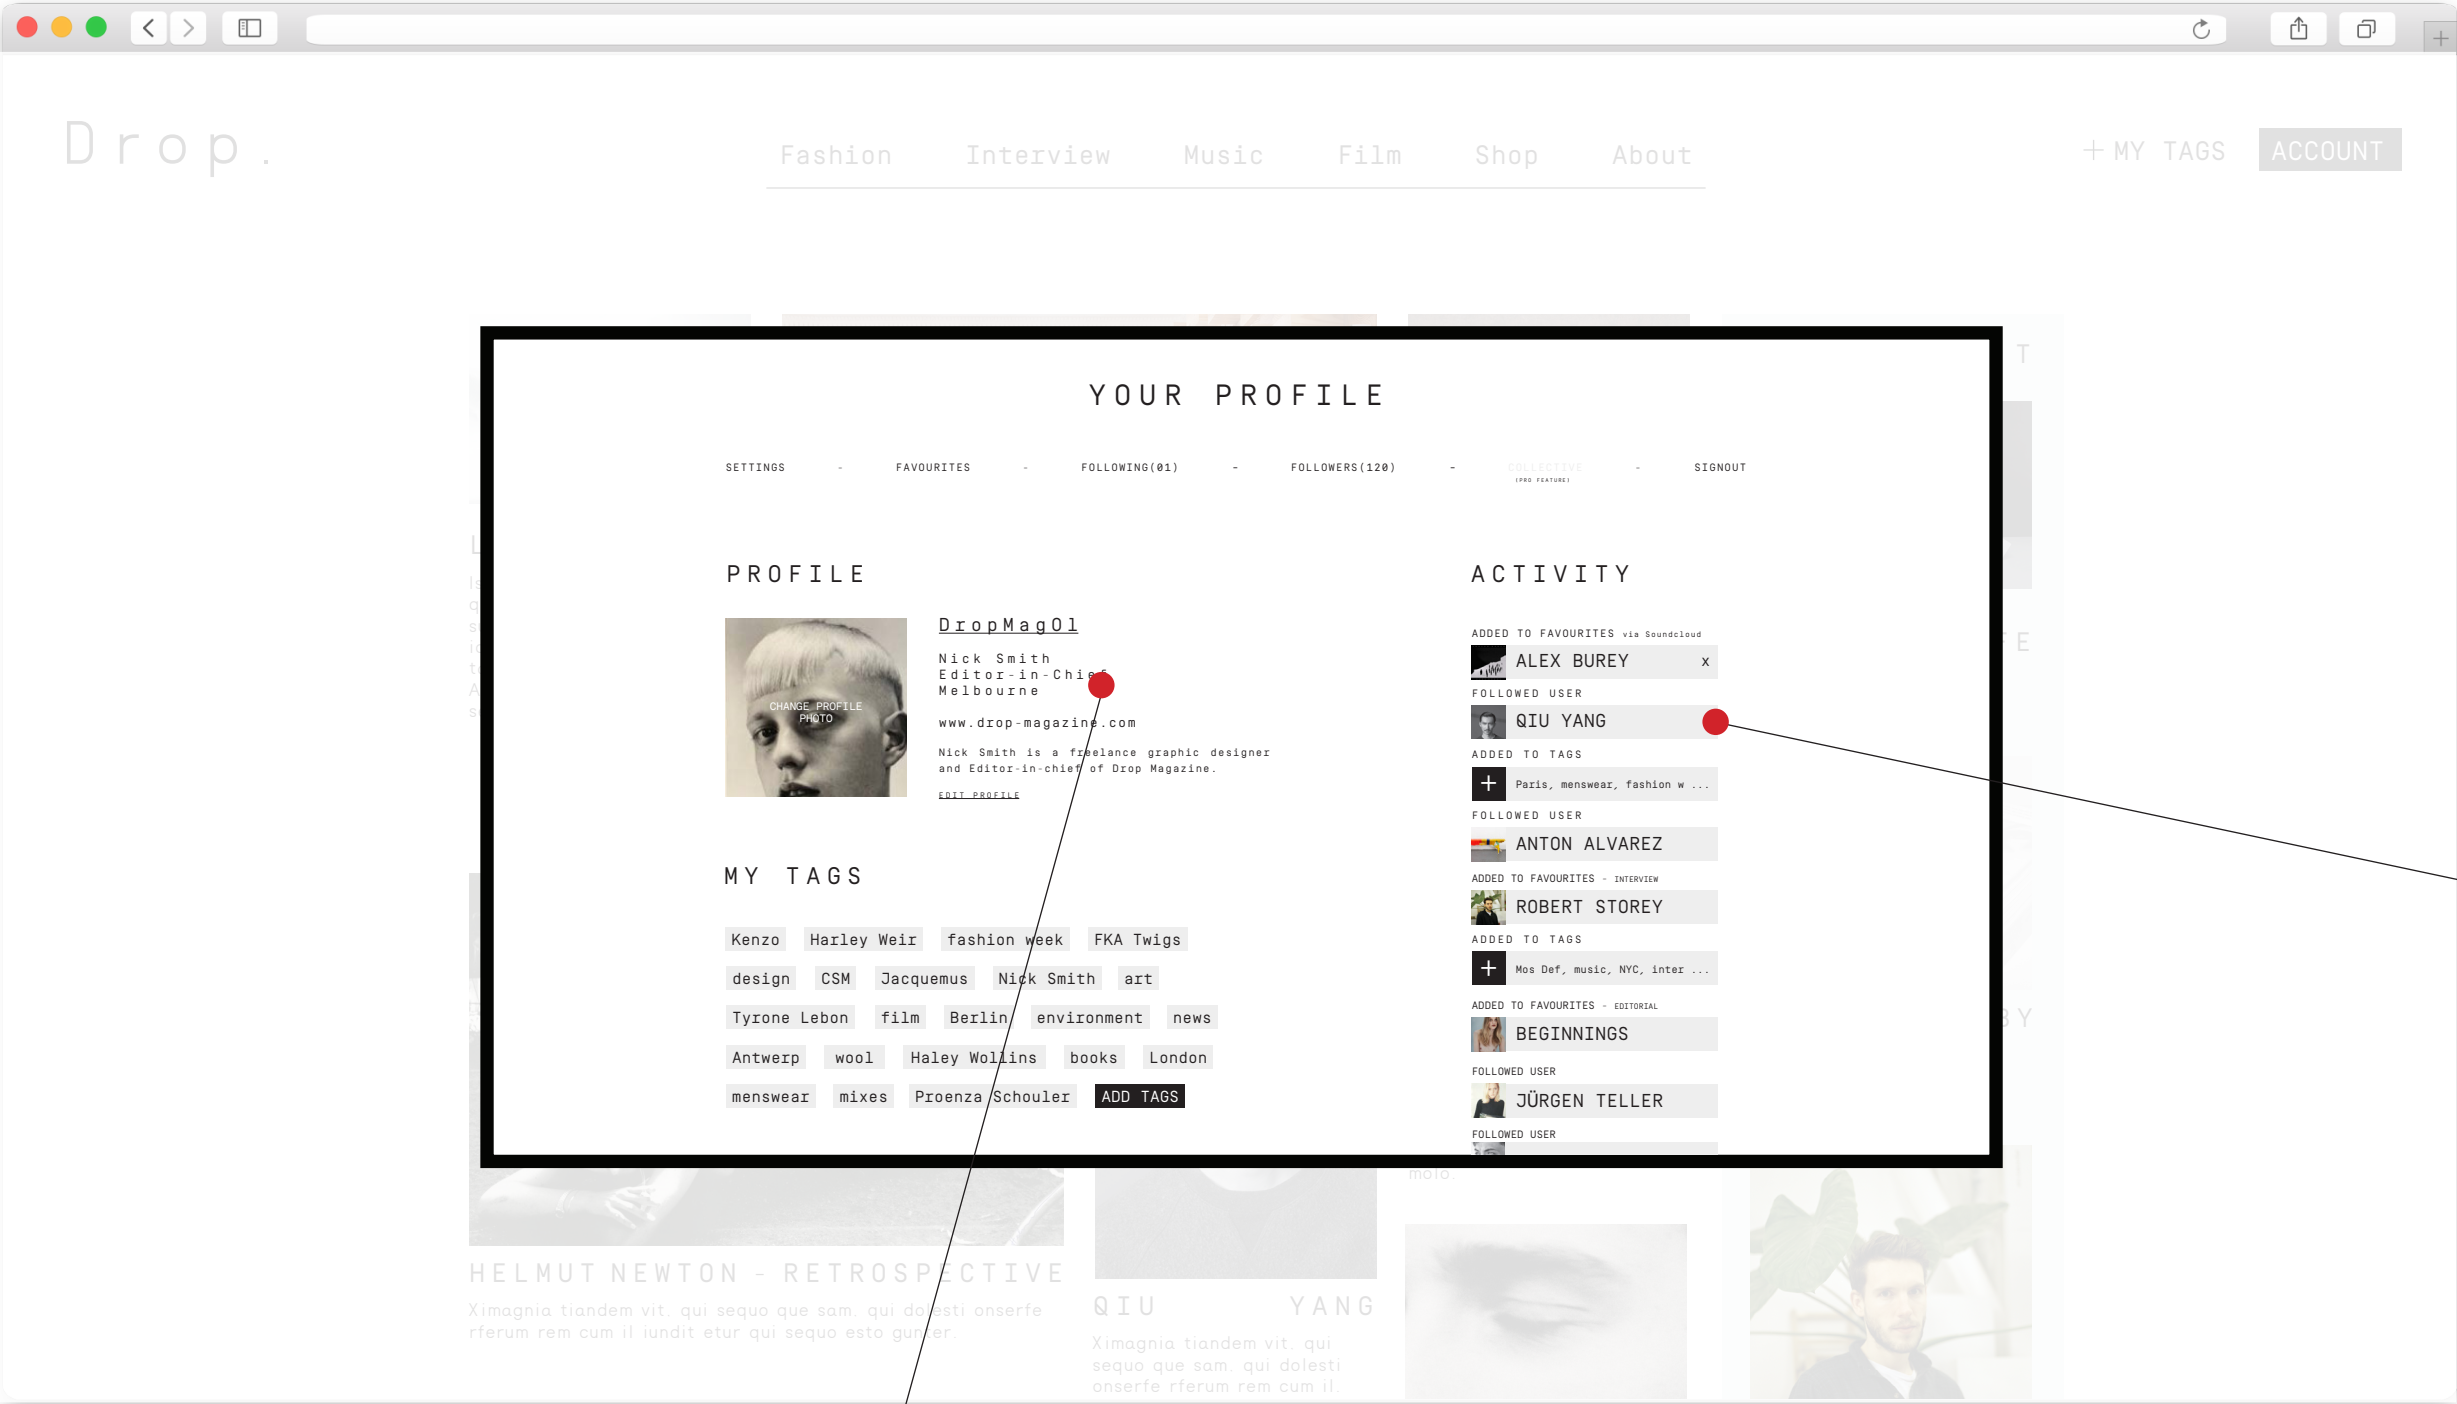 Drop.
Fashion Interview Music Film Shop About
+ MY TAGS ACCOUNT
YOUR PROFILE
SETTINGS - FAVOURITES - FOLLOWING(01) - FOLLOWERS(120) - COLLECTIVE - SIGNOUT
(PRO FEATURE)
PROFILE
CHANGE PROFILE
PHOTO
DropMagOl
Nick Smith
Editor-in-Chief
Melbourne
www.drop-magazine.com
Nick Smith is a freelance graphic designer
and Editor-in-chief of Drop Magazine.
EDIT PROFILE
MY TAGS
Kenzo Harley Weir fashion week FKA Twigs
design CSM Jacquemus Nick Smith art
Tyrone Lebon film Berlin environment news
Antwerp wool Haley Wollins books London
menswear mixes Proenza Schouler ADD TAGS
ACTIVITY
ADDED TO FAVOURITES via Soundcloud
ALEX BUREY x
FOLLOWED USER
QIU YANG
ADDED TO TAGS
+ Paris, menswear, fashion w ...
FOLLOWED USER
ANTON ALVAREZ
ADDED TO FAVOURITES - INTERVIEW
ROBERT STOREY
ADDED TO TAGS
+ Mos Def, music, NYC, inter ...
ADDED TO FAVOURITES - EDITORIAL
BEGINNINGS
FOLLOWED USER
JÜRGEN TELLER
FOLLOWED USER
molo.
HELMUT NEWTON - RETROSPECTIVE
Ximagnia tiandem vit, qui sequo que sam, qui dolesti onserfe
rferum rem cum il iundit etur qui sequo esto gunter.
QIU YANG
Ximagnia tiandem vit, qui
sequo que sam, qui dolesti
onserfe rferum rem cum il.